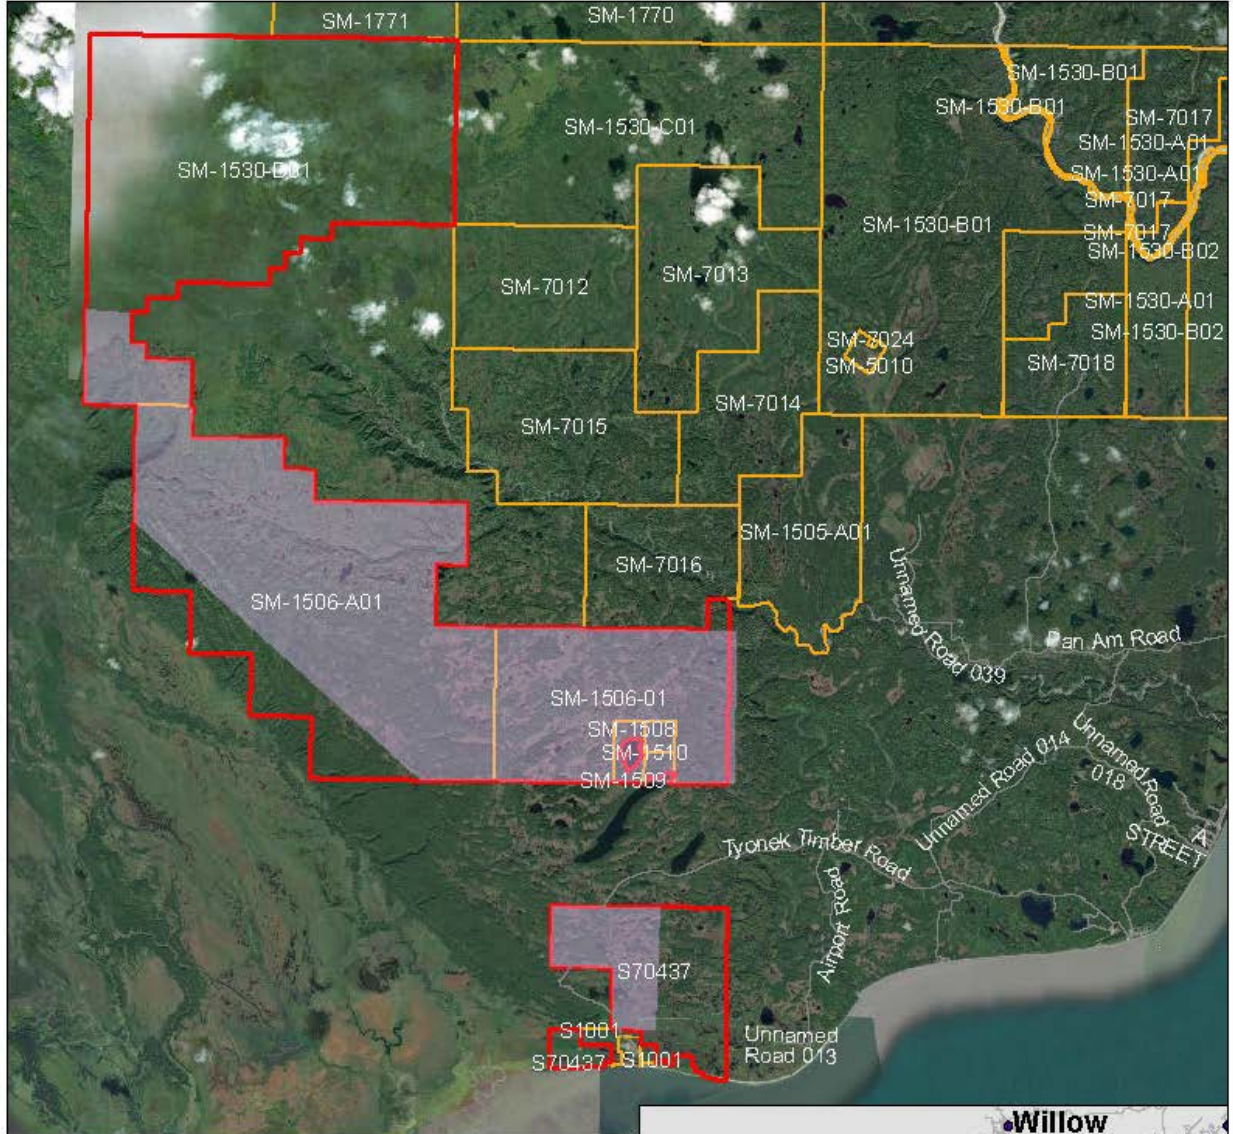 SM-1771
SM-1770
SM-1530-B01
SM-1530-B01
SM-1530-C01
SM-7017
SM-1530-A01
SM-1530-D01
SM-1530-A01
SM-7017
SM-1530-B01
SM-7017
SM-1530-B02
SM-7013
SM-7012
SM-1530-A01
SM-1530-B02
SM-7024
SM-5010
SM-7018
SM-7014
SM-7015
SM-1505-A01
SM-7016
Unnamed Road 039
SM-1506-A01
Pan Am Road
SM-1506-01
SM-1508
SM-1510
SM-1509
Unnamed Road 014
Unnamed Road
018
A
STREET
Tyonek Timber Road
Airport Road
S70437
S1001
Unnamed
Road 013
S70437
S1001
Willow